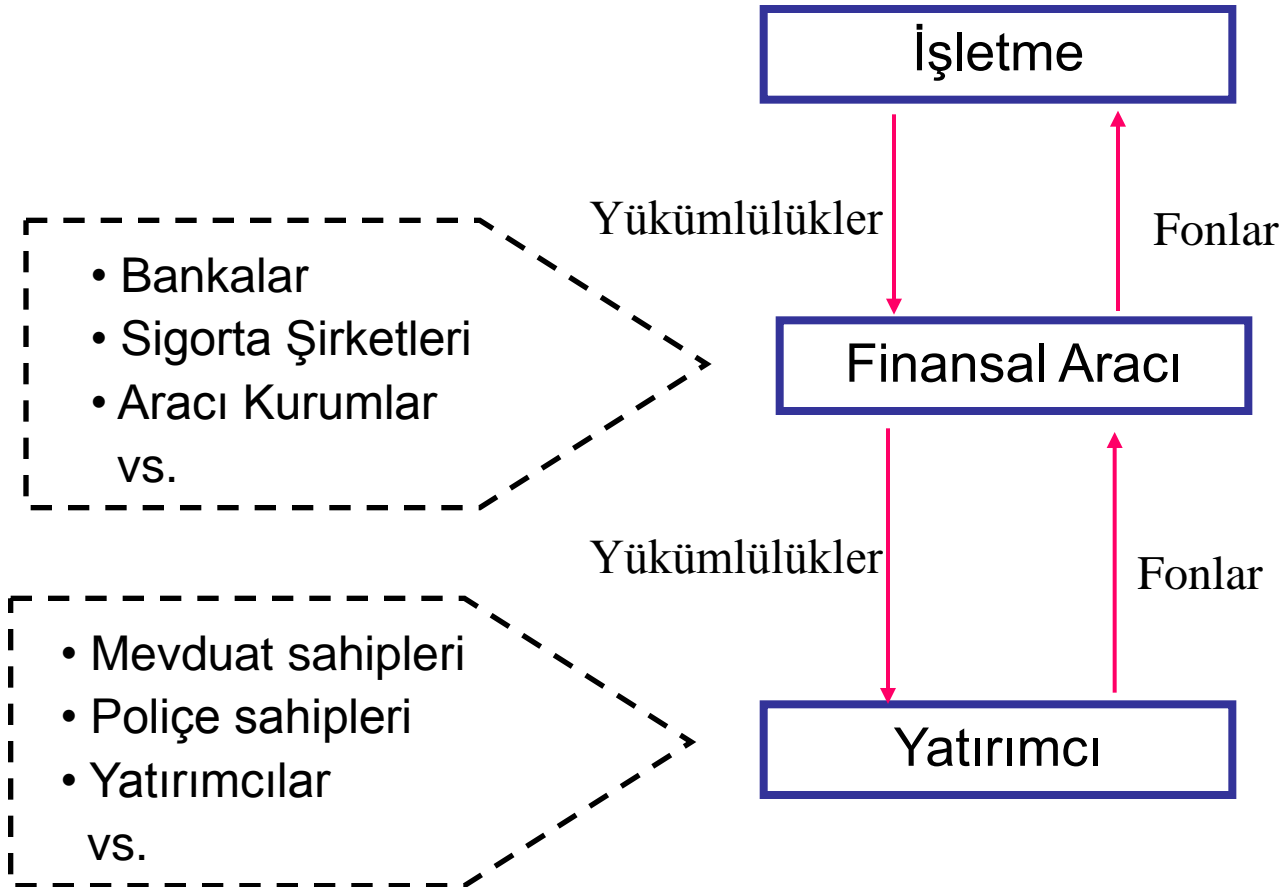 İşletme
Yükümlülükler
Fonlar
• Bankalar
• Sigorta Şirketleri
• Aracı Kurumlar
vs.
Finansal Aracı
Yükümlülükler
Fonlar
• Mevduat sahipleri
• Poliçe sahipleri
• Yatırımcılar
vs.
Yatırımcı